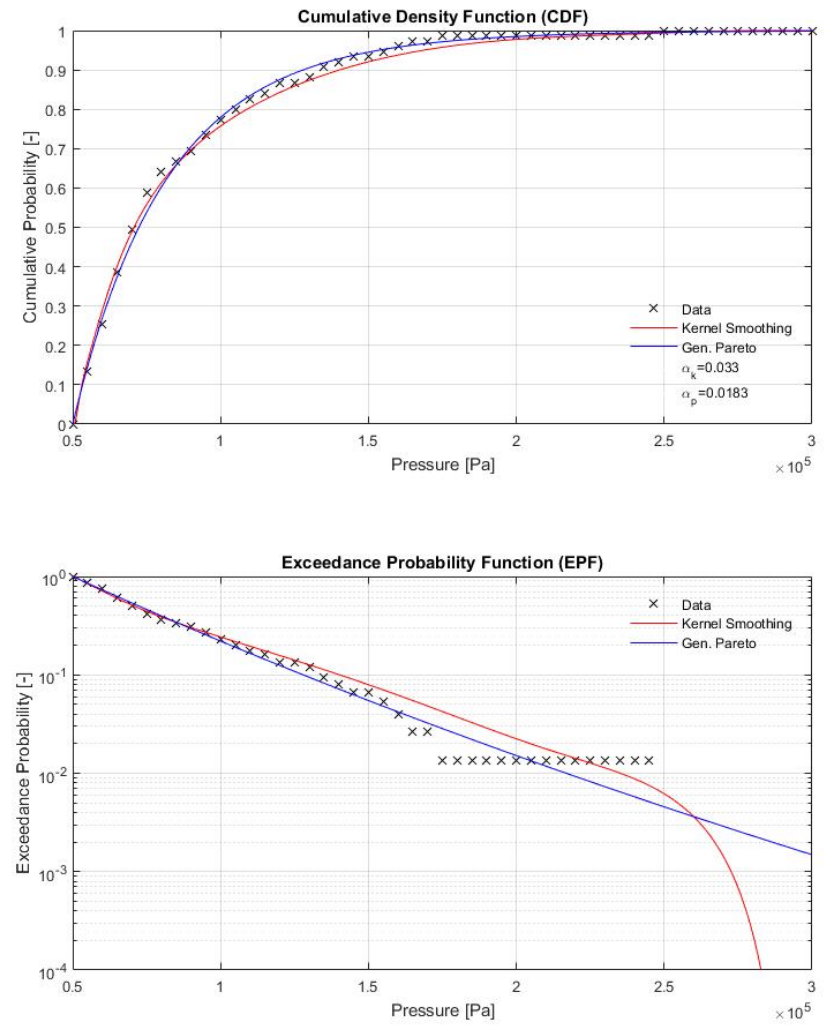 Cumulative Density Function (CDF)
1
0.9
0.8
0.7
0.6
0.5
0.4
0.3
0.2
0.1
0
Cumulative Probability [-]
× Data
Kernel Smoothing
Gen. Pareto
αk=0.033
αp=0.0183
0.5 1 1.5 2 2.5 3
Pressure [Pa]
×10^5
Exceedance Probability Function (EPF)
10^0
10^-1
10^-2
10^-3
10^-4
Exceedance Probability [-]
× Data
Kernel Smoothing
Gen. Pareto
0.5 1 1.5 2 2.5 3
Pressure [Pa]
×10^5